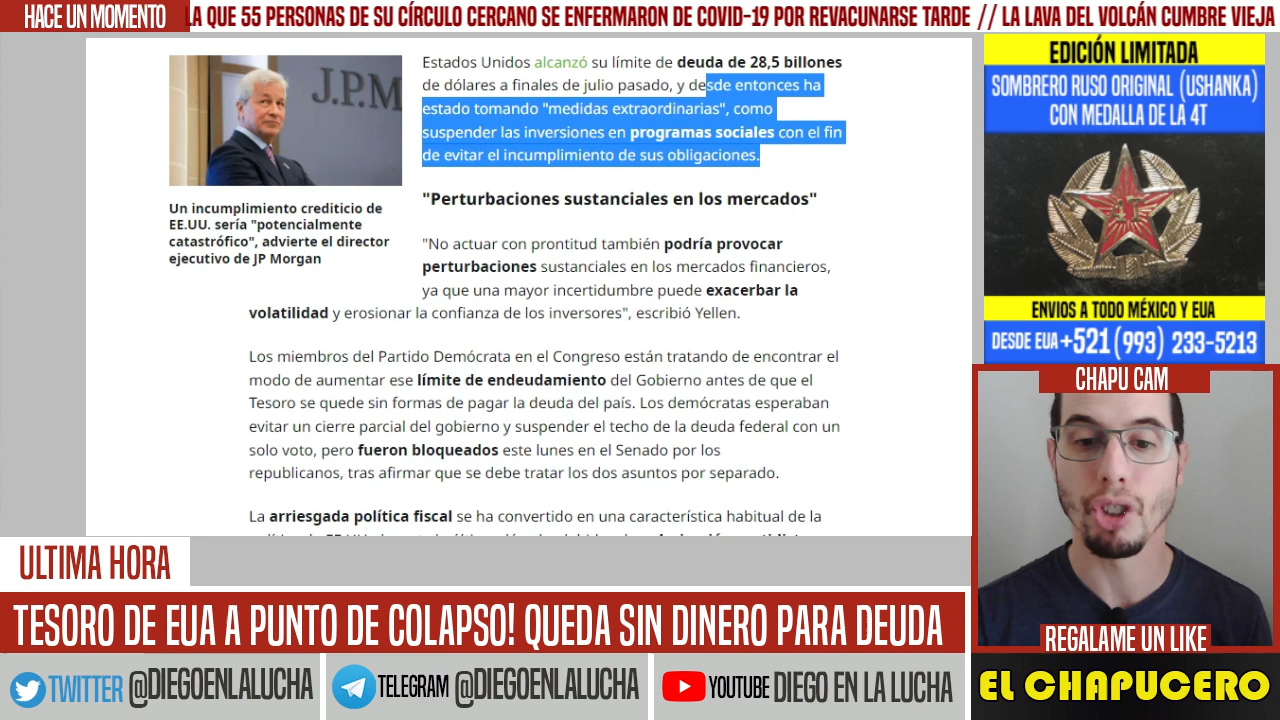 HACE UN MOMENTO
LA QUE 55 PERSONAS DE SU CÍRCULO CERCANO SE ENFERMARON DE COVID-19 POR REVACUNARSE TARDE // LA LAVA DEL VOLCÁN CUMBRE VIEJA
J.P.M
Un incumplimiento crediticio de
EE.UU. sería "potencialmente
catastrófico", advierte el director
ejecutivo de JP Morgan
Estados Unidos alcanzó su límite de deuda de 28,5 billones
de dólares a finales de julio pasado, y desde entonces ha
estado tomando "medidas extraordinarias", como
suspender las inversiones en programas sociales con el fin
de evitar el incumplimiento de sus obligaciones.
"Perturbaciones sustanciales en los mercados"
"No actuar con prontitud también podría provocar
perturbaciones sustanciales en los mercados financieros,
ya que una mayor incertidumbre puede exacerbar la
volatilidad y erosionar la confianza de los inversores", escribió Yellen.
Los miembros del Partido Demócrata en el Congreso están tratando de encontrar el
modo de aumentar ese límite de endeudamiento del Gobierno antes de que el
Tesoro se quede sin formas de pagar la deuda del país. Los demócratas esperaban
evitar un cierre parcial del gobierno y suspender el techo de la deuda federal con un
solo voto, pero fueron bloqueados este lunes en el Senado por los
republicanos, tras afirmar que se debe tratar los dos asuntos por separado.
La arriesgada política fiscal se ha convertido en una característica habitual de la
EDICIÓN LIMITADA
SOMBRERO RUSO ORIGINAL (USHANKA)
CON MEDALLA DE LA 4T
4T
ENVIOS A TODO MÉXICO Y EUA
DESDE EUA +521 (993) 233-5213
CHAPU CAM
REGALAME UN LIKE
ULTIMA HORA
TESORO DE EUA A PUNTO DE COLAPSO! QUEDA SIN DINERO PARA DEUDA
TWITTER @DIEGOENLALUCHA
TELEGRAM @DIEGOENLALUCHA
YOUTUBE DIEGO EN LA LUCHA
EL CHAPUCERO